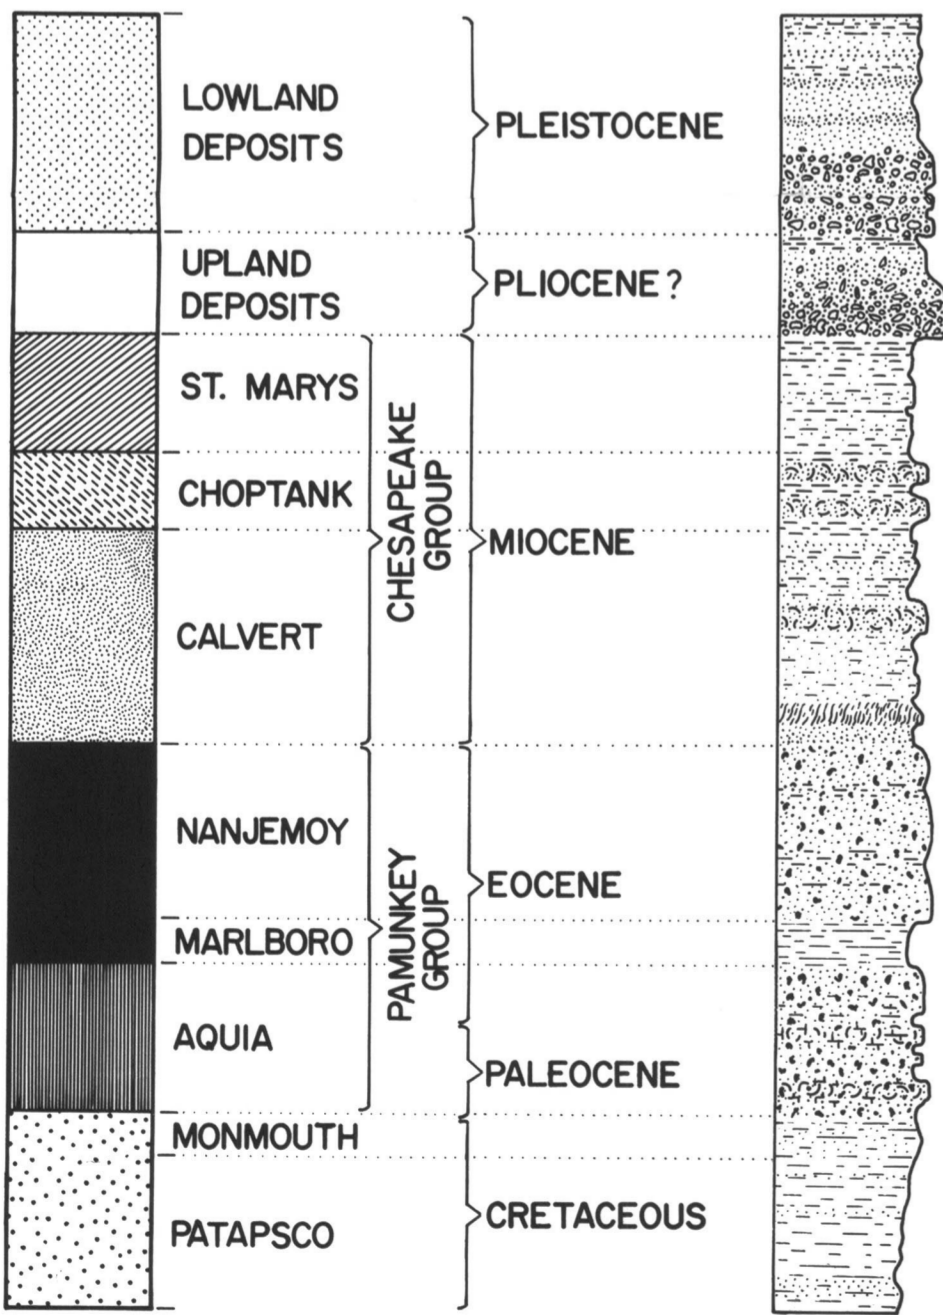 LOWLAND
DEPOSITS
PLEISTOCENE
UPLAND
DEPOSITS
PLIOCENE?
ST. MARYS
CHOPTANK
CALVERT
CHESAPEAKE
GROUP
MIOCENE
NANJEMOY
MARLBORO
AQUIA
PAMUNKEY
GROUP
EOCENE
PALEOCENE
MONMOUTH
PATAPSCO
CRETACEOUS